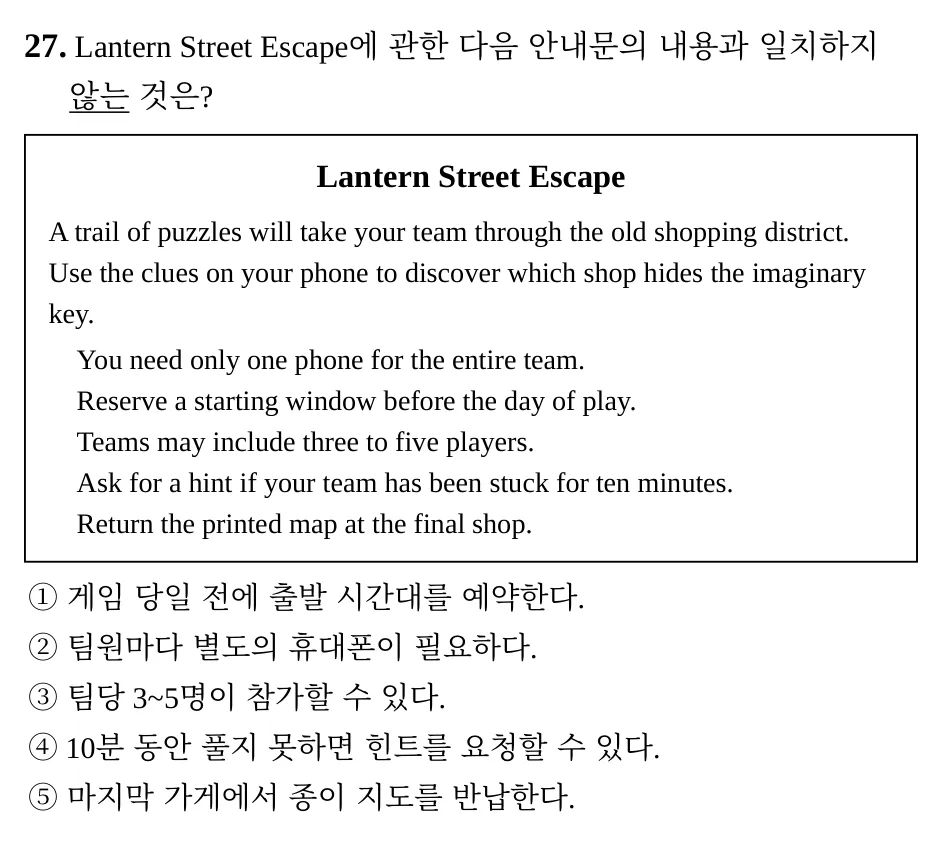 27. Lantern Street Escape에 관한 다음 안내문의 내용과 일치하지
않는 것은?
Lantern Street Escape
A trail of puzzles will take your team through the old shopping district.
Use the clues on your phone to discover which shop hides the imaginary
key.
You need only one phone for the entire team.
Reserve a starting window before the day of play.
Teams may include three to five players.
Ask for a hint if your team has been stuck for ten minutes.
Return the printed map at the final shop.
① 게임 당일 전에 출발 시간대를 예약한다.
② 팀원마다 별도의 휴대폰이 필요하다.
③ 팀당 3~5명이 참가할 수 있다.
④ 10분 동안 풀지 못하면 힌트를 요청할 수 있다.
⑤ 마지막 가게에서 종이 지도를 반납한다.